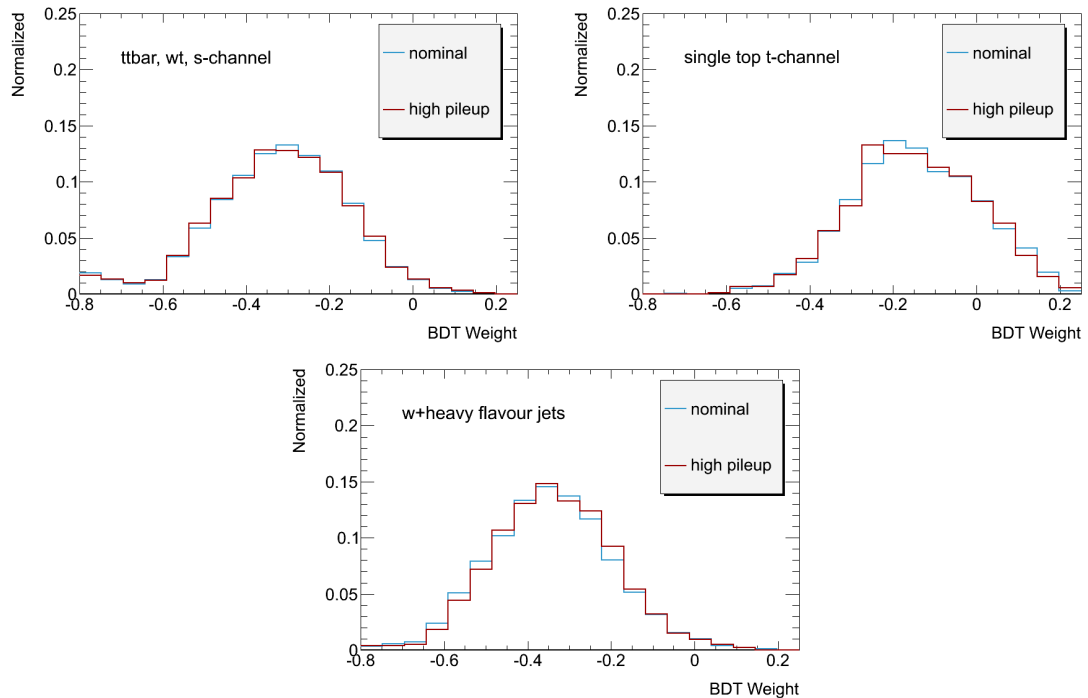 Normalized
0.25
0.2
0.15
0.1
0.05
0
ttbar, wt, s-channel
nominal
high pileup
-0.8 -0.6 -0.4 -0.2 0 0.2
BDT Weight
Normalized
0.25
0.2
0.15
0.1
0.05
0
single top t-channel
nominal
high pileup
-0.8 -0.6 -0.4 -0.2 0 0.2
BDT Weight
Normalized
0.25
0.2
0.15
0.1
0.05
0
w+heavy flavour jets
nominal
high pileup
-0.8 -0.6 -0.4 -0.2 0 0.2
BDT Weight